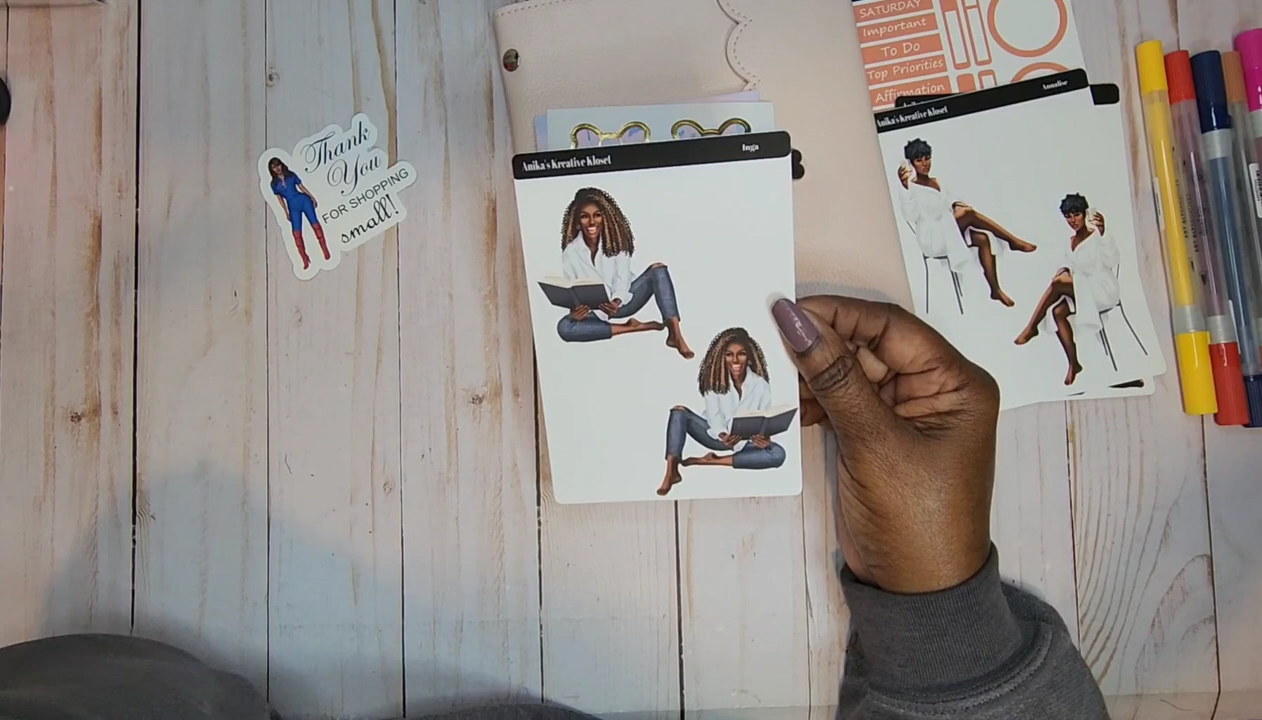 Thank
You
FOR SHOPPING
small!
Anika's Kreative Kloset
Inga
SATURDAY
Important
To Do
Top Priorities
Affirmation
Anika's Kreative Kloset
Annalise